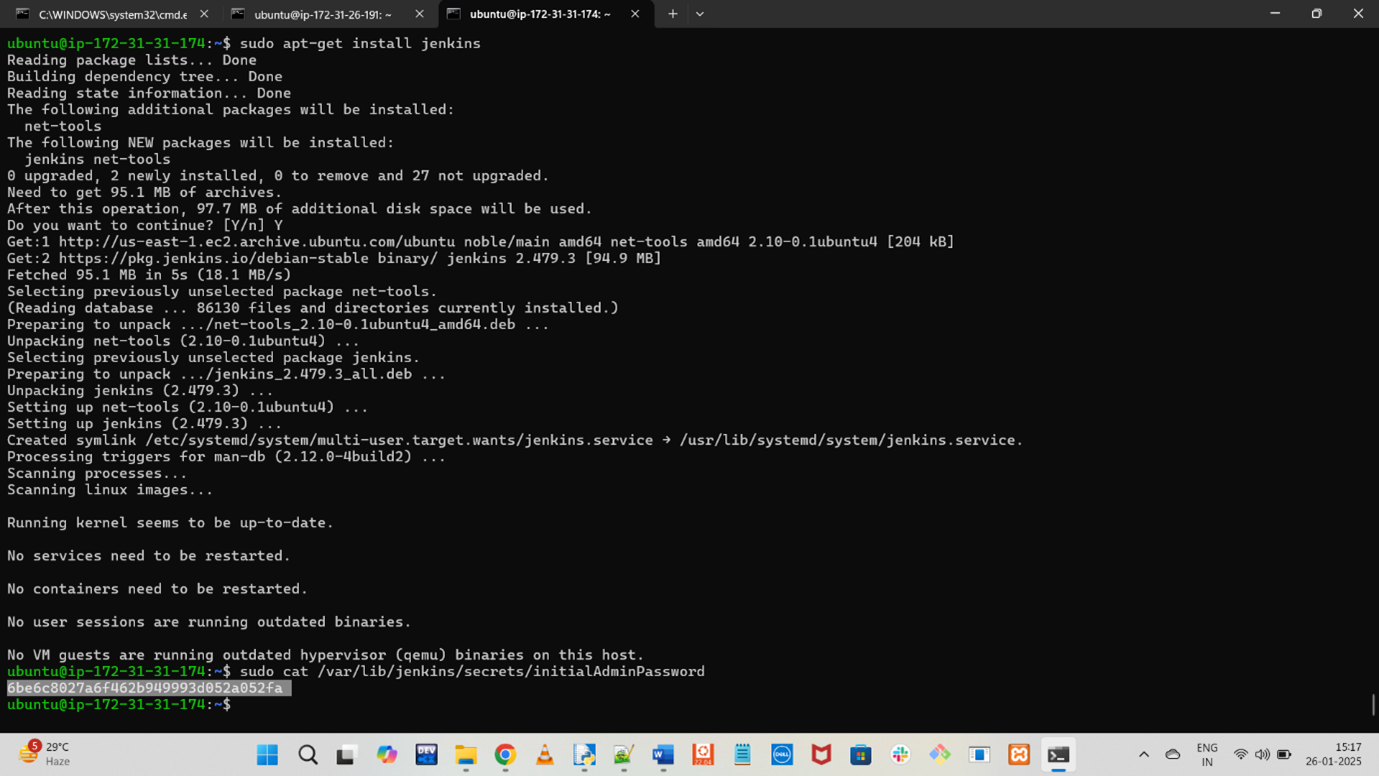 C:\WINDOWS\system32\cmd.e
ubuntu@ip-172-31-26-191: ~
ubuntu@ip-172-31-31-174: ~
ubuntu@ip-172-31-31-174:~$ sudo apt-get install jenkins
Reading package lists... Done
Building dependency tree... Done
Reading state information... Done
The following additional packages will be installed:
  net-tools
The following NEW packages will be installed:
  jenkins net-tools
0 upgraded, 2 newly installed, 0 to remove and 27 not upgraded.
Need to get 95.1 MB of archives.
After this operation, 97.7 MB of additional disk space will be used.
Do you want to continue? [Y/n] Y
Get:1 http://us-east-1.ec2.archive.ubuntu.com/ubuntu noble/main amd64 net-tools amd64 2.10-0.1ubuntu4 [204 kB]
Get:2 https://pkg.jenkins.io/debian-stable binary/ jenkins 2.479.3 [94.9 MB]
Fetched 95.1 MB in 5s (18.1 MB/s)
Selecting previously unselected package net-tools.
(Reading database ... 86130 files and directories currently installed.)
Preparing to unpack .../net-tools_2.10-0.1ubuntu4_amd64.deb ...
Unpacking net-tools (2.10-0.1ubuntu4) ...
Selecting previously unselected package jenkins.
Preparing to unpack .../jenkins_2.479.3_all.deb ...
Unpacking jenkins (2.479.3) ...
Setting up net-tools (2.10-0.1ubuntu4) ...
Setting up jenkins (2.479.3) ...
Created symlink /etc/systemd/system/multi-user.target.wants/jenkins.service → /usr/lib/systemd/system/jenkins.service.
Processing triggers for man-db (2.12.0-4build2) ...
Scanning processes...
Scanning linux images...
Running kernel seems to be up-to-date.
No services need to be restarted.
No containers need to be restarted.
No user sessions are running outdated binaries.
No VM guests are running outdated hypervisor (qemu) binaries on this host.
ubuntu@ip-172-31-31-174:~$ sudo cat /var/lib/jenkins/secrets/initialAdminPassword
6be6c8027a6f462b949993d052a052fa
ubuntu@ip-172-31-31-174:~$
5
29°C
Haze
DEV
22.04
DELL
ENG
IN
15:17
26-01-2025